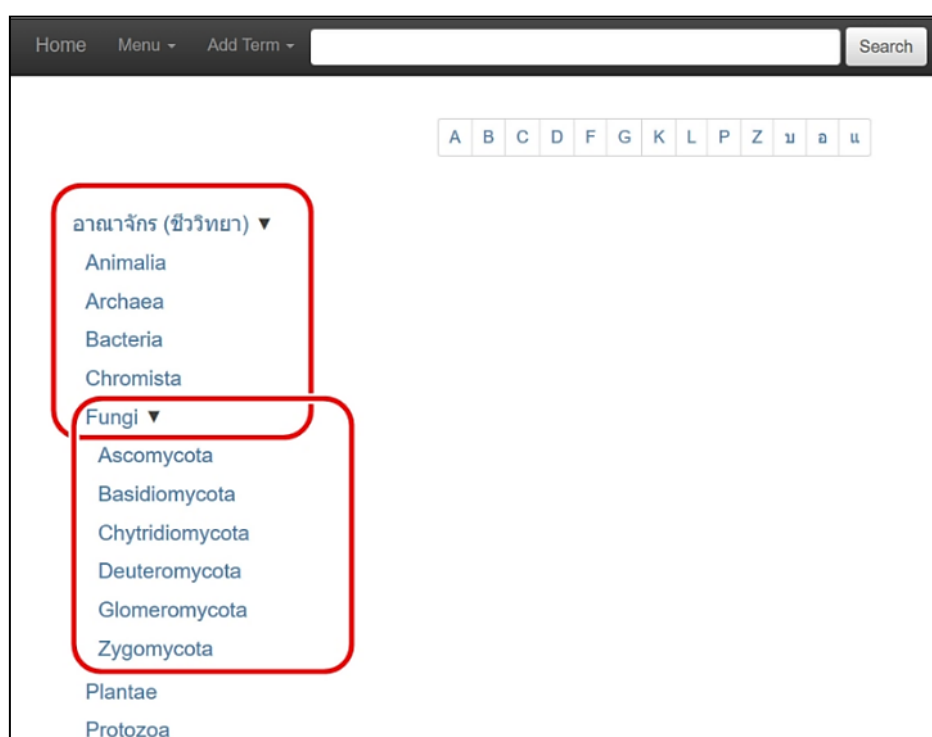 Home Menu Add Term Search
A B C D F G K L P Z บ อ แ
อาณาจักร (ชีววิทยา) ▼
Animalia
Archaea
Bacteria
Chromista
Fungi ▼
Ascomycota
Basidiomycota
Chytridiomycota
Deuteromycota
Glomeromycota
Zygomycota
Plantae
Protozoa